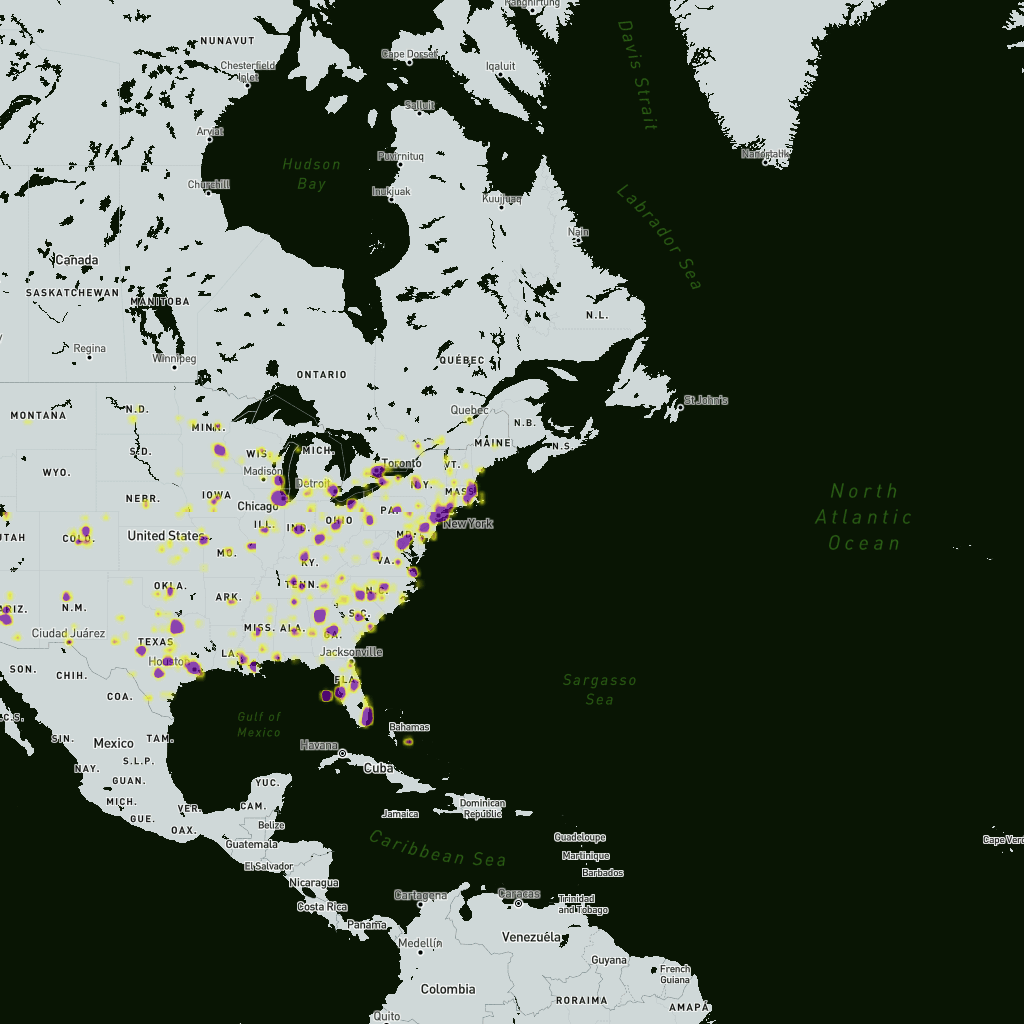 Pangnirtung
NUNAVUT
Cape Dorset
Chesterfield
Inlet
Iqaluit
Davis Strait
Salluit
Arviat
Puvirnituq
Nanortalik
Hudson
Bay
Churchill
Inukjuak
Kuujjuaq
Labrador Sea
Nain
Canada
SASKATCHEWAN
MANITOBA
N.L.
Regina
Winnipeg
QUÉBEC
ONTARIO
St John's
MONTANA
N.D.
Quebec
N.B.
MINN.
MAINE
N.S.
S.D.
WIS.
MICH.
Toronto
VT.
WYO.
Madison
Detroit
MASS.
N.Y.
NEBR.
IOWA
Chicago
North
Atlantic
Ocean
PA.
ILL.
IND.
OHIO
New York
UTAH
COLO.
United States
MD.
MO.
KY.
VA.
OKLA.
TENN.
ARK.
N.C.
ARIZ.
N.M.
S.C.
Ciudad Juárez
MISS.
ALA.
GA.
TEXAS
LA.
Jacksonville
Houston
SON.
CHIH.
FLA.
Sargasso
Sea
COA.
B.C.S.
Gulf of
Mexico
Bahamas
SIN.
Mexico
TAM.
Havana
S.L.P.
Cuba
NAY.
GUAN.
YUC.
MICH.
VER.
CAM.
Dominican
Republic
Jamaica
GUE.
OAX.
Belize
Guatemala
Caribbean Sea
Guadeloupe
Cape Verd
Martinique
El Salvador
Barbados
Nicaragua
Cartagena
Caracas
Trinidad
and Tobago
Costa Rica
Panama
Medellín
Venezuela
Guyana
French
Guiana
Colombia
RORAIMA
AMAPÁ
Quito